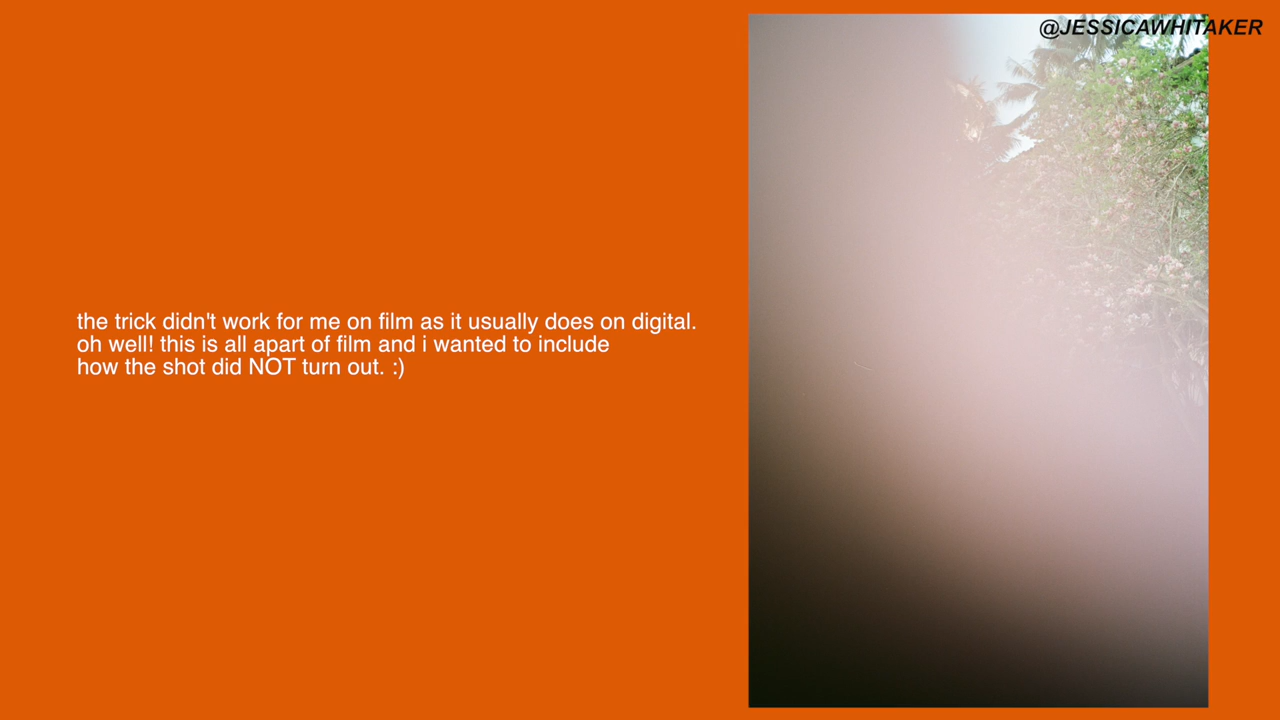 @JESSICAWHITAKER
the trick didn't work for me on film as it usually does on digital.
oh well! this is all apart of film and i wanted to include
how the shot did NOT turn out. :)